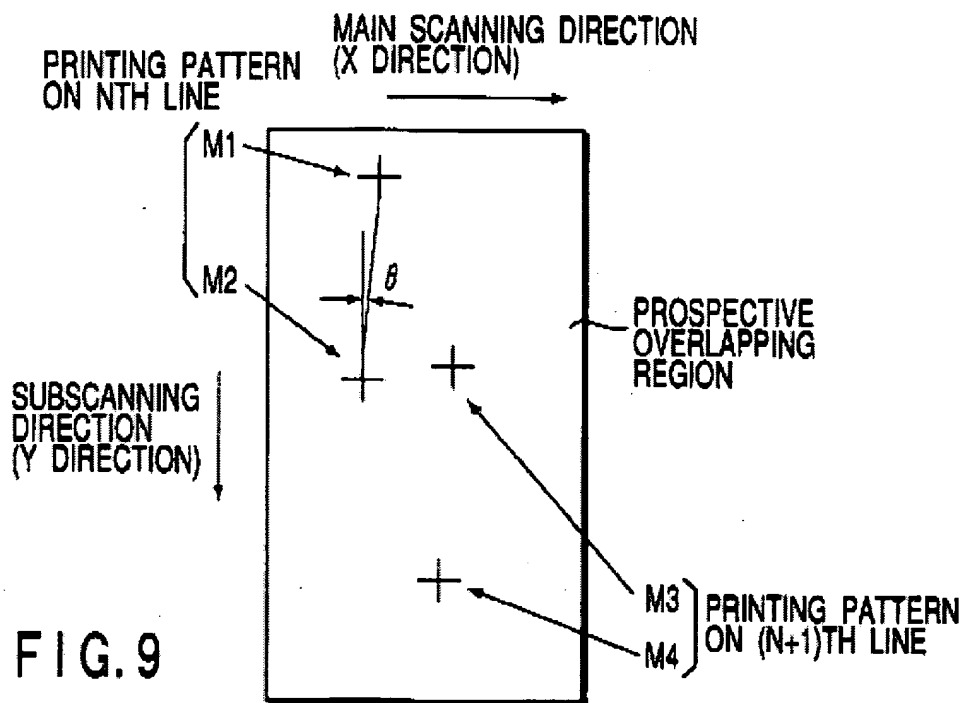 MAIN SCANNING DIRECTION
(X DIRECTION)
PRINTING PATTERN
ON NTH LINE
M1
M2
θ
PROSPECTIVE
OVERLAPPING
REGION
SUBSCANNING
DIRECTION
(Y DIRECTION)
M3
M4
PRINTING PATTERN
ON (N+1)TH LINE
FIG. 9